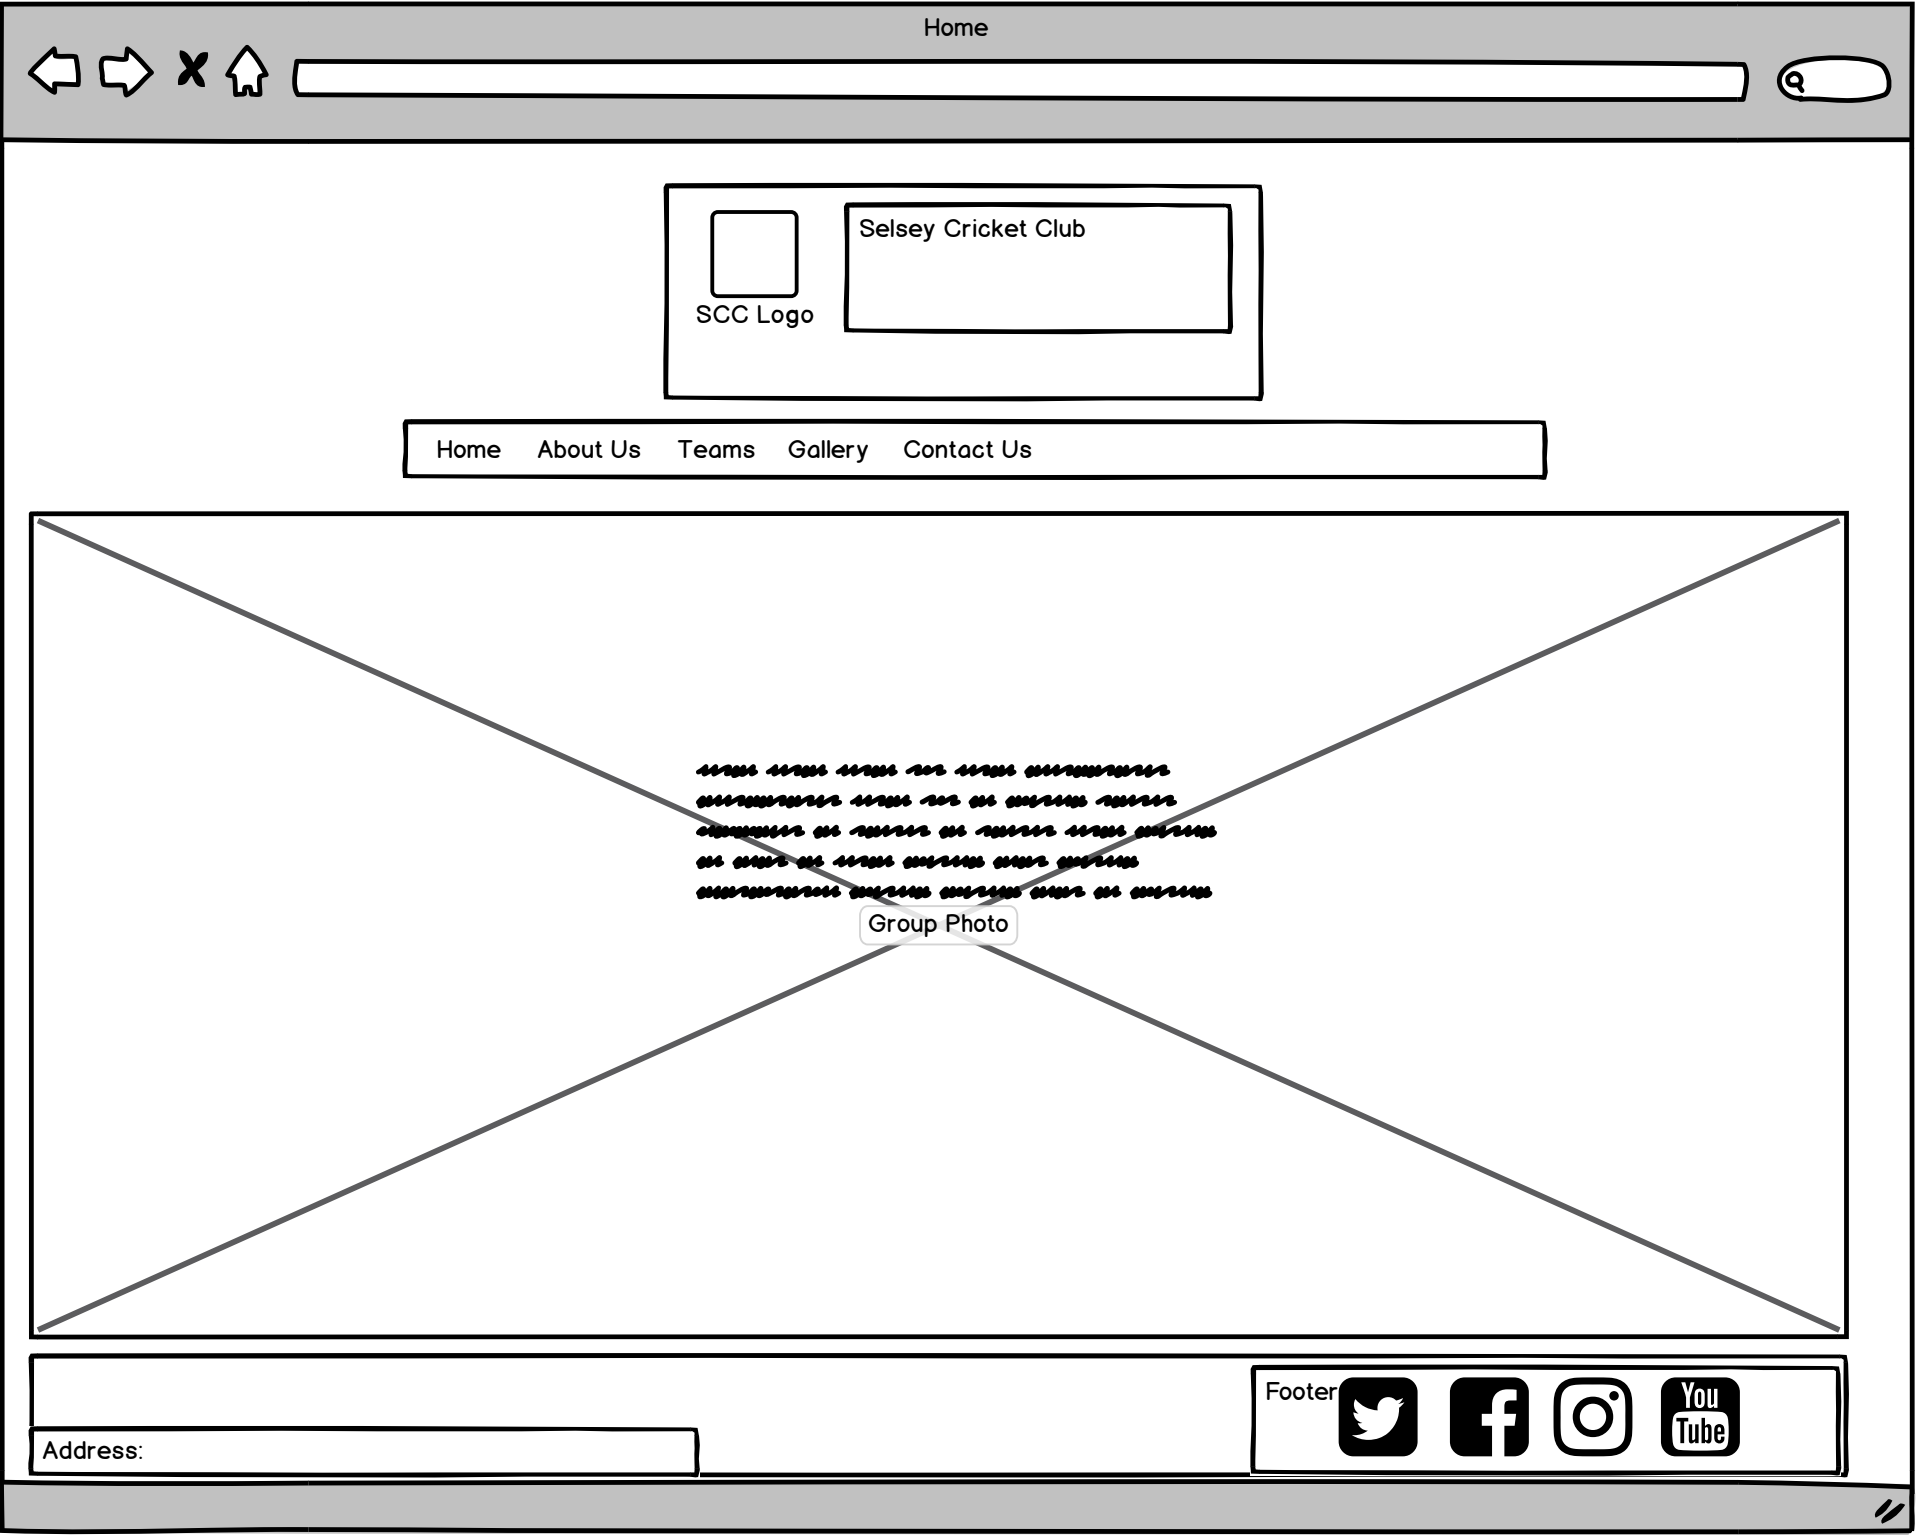 Home
Selsey Cricket Club
SCC Logo
Home About Us Teams Gallery Contact Us
Group Photo
Footer
You
Tube
Address: